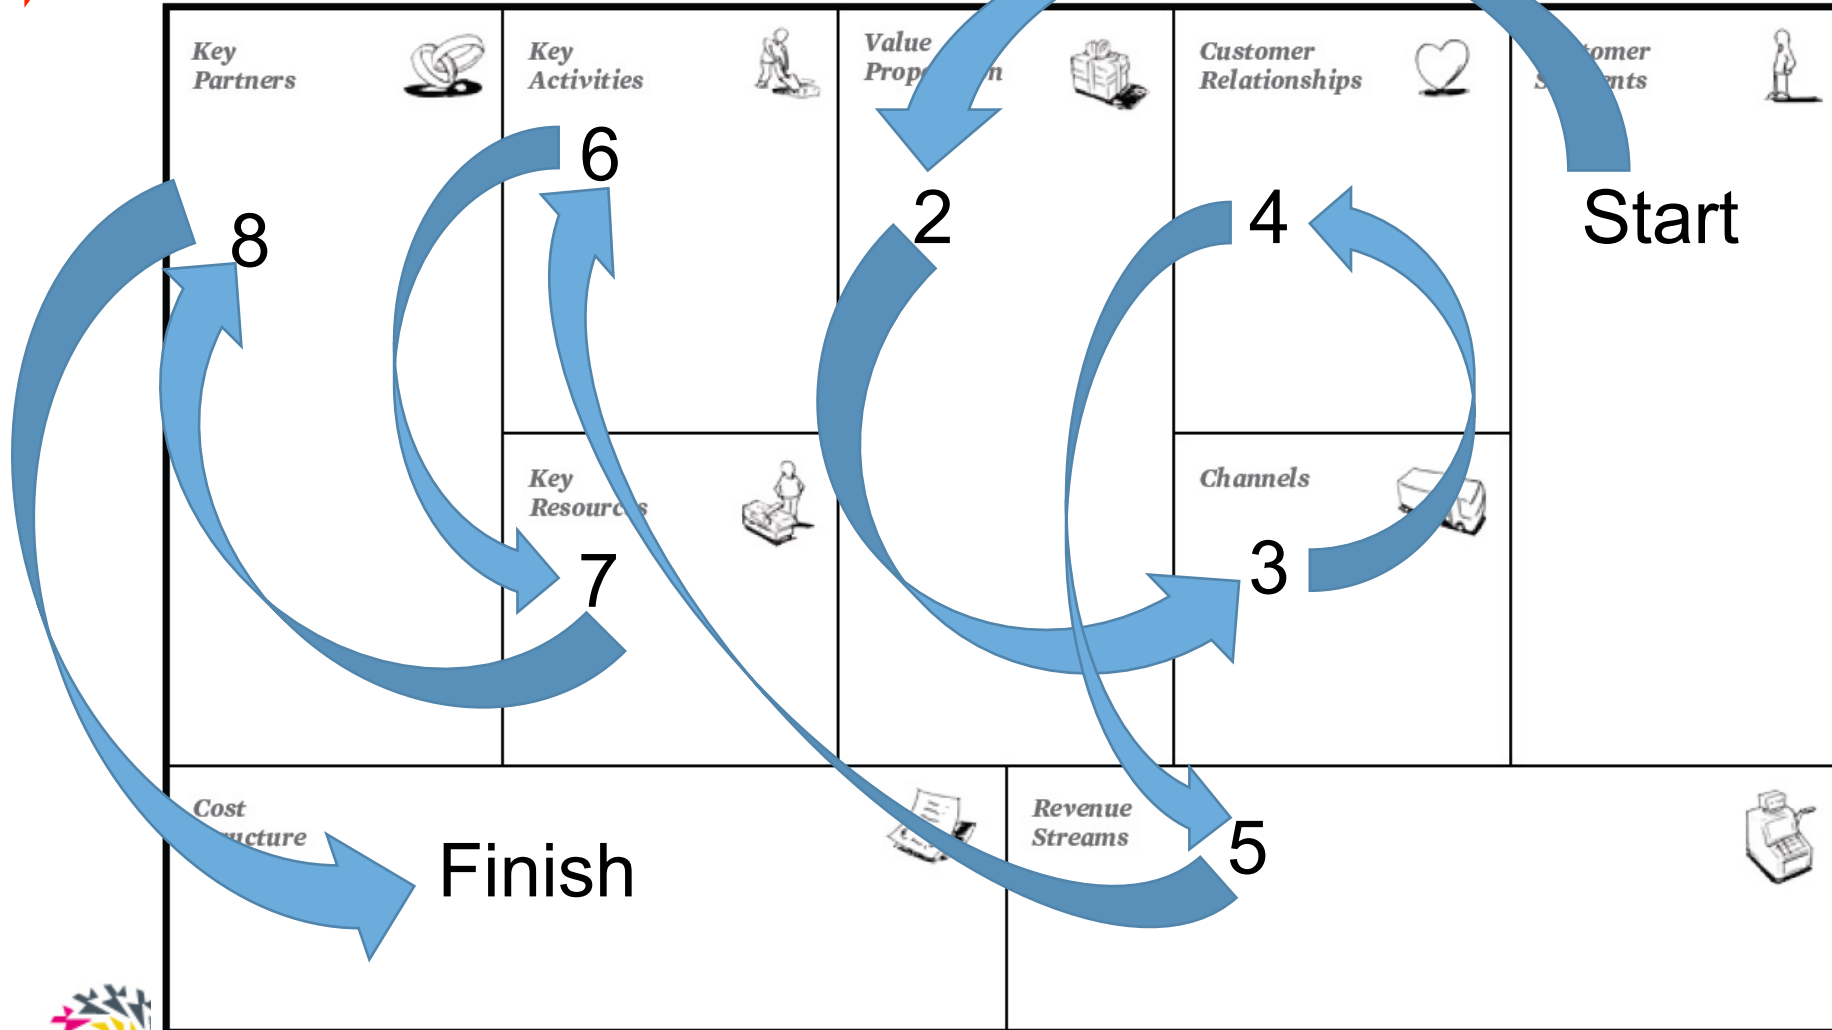 Key
Partners
Key
Activities
Value
Customer
Relationships
6
8
2
4
Start
Key
Channels
7
3
Cost
Revenue
Streams
5
Finish